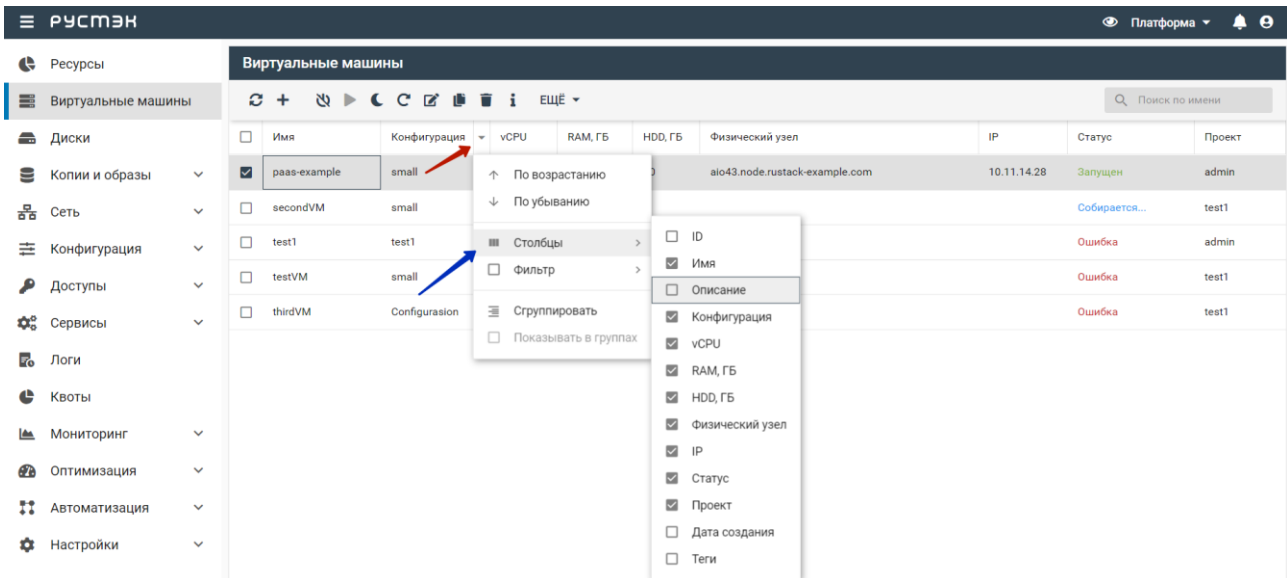 РУСТЭК
Платформа
Ресурсы
Виртуальные машины
Диски
Копии и образы
Сеть
Конфигурация
Доступы
Сервисы
Логи
Квоты
Мониторинг
Оптимизация
Автоматизация
Настройки
Виртуальные машины
ЕЩЁ
Поиск по имени
Имя Конфигурация vCPU RAM, ГБ HDD, ГБ Физический узел IP Статус Проект
paas-example small aio43.node.rustack-example.com 10.11.14.28 Запущен admin
secondVM small Собирается... test1
test1 test1 Ошибка admin
testVM small Ошибка test1
thirdVM Configurasion Ошибка test1
По возрастанию
По убыванию
Столбцы
Фильтр
Сгруппировать
Показывать в группах
ID
Имя
Описание
Конфигурация
vCPU
RAM, ГБ
HDD, ГБ
Физический узел
IP
Статус
Проект
Дата создания
Теги